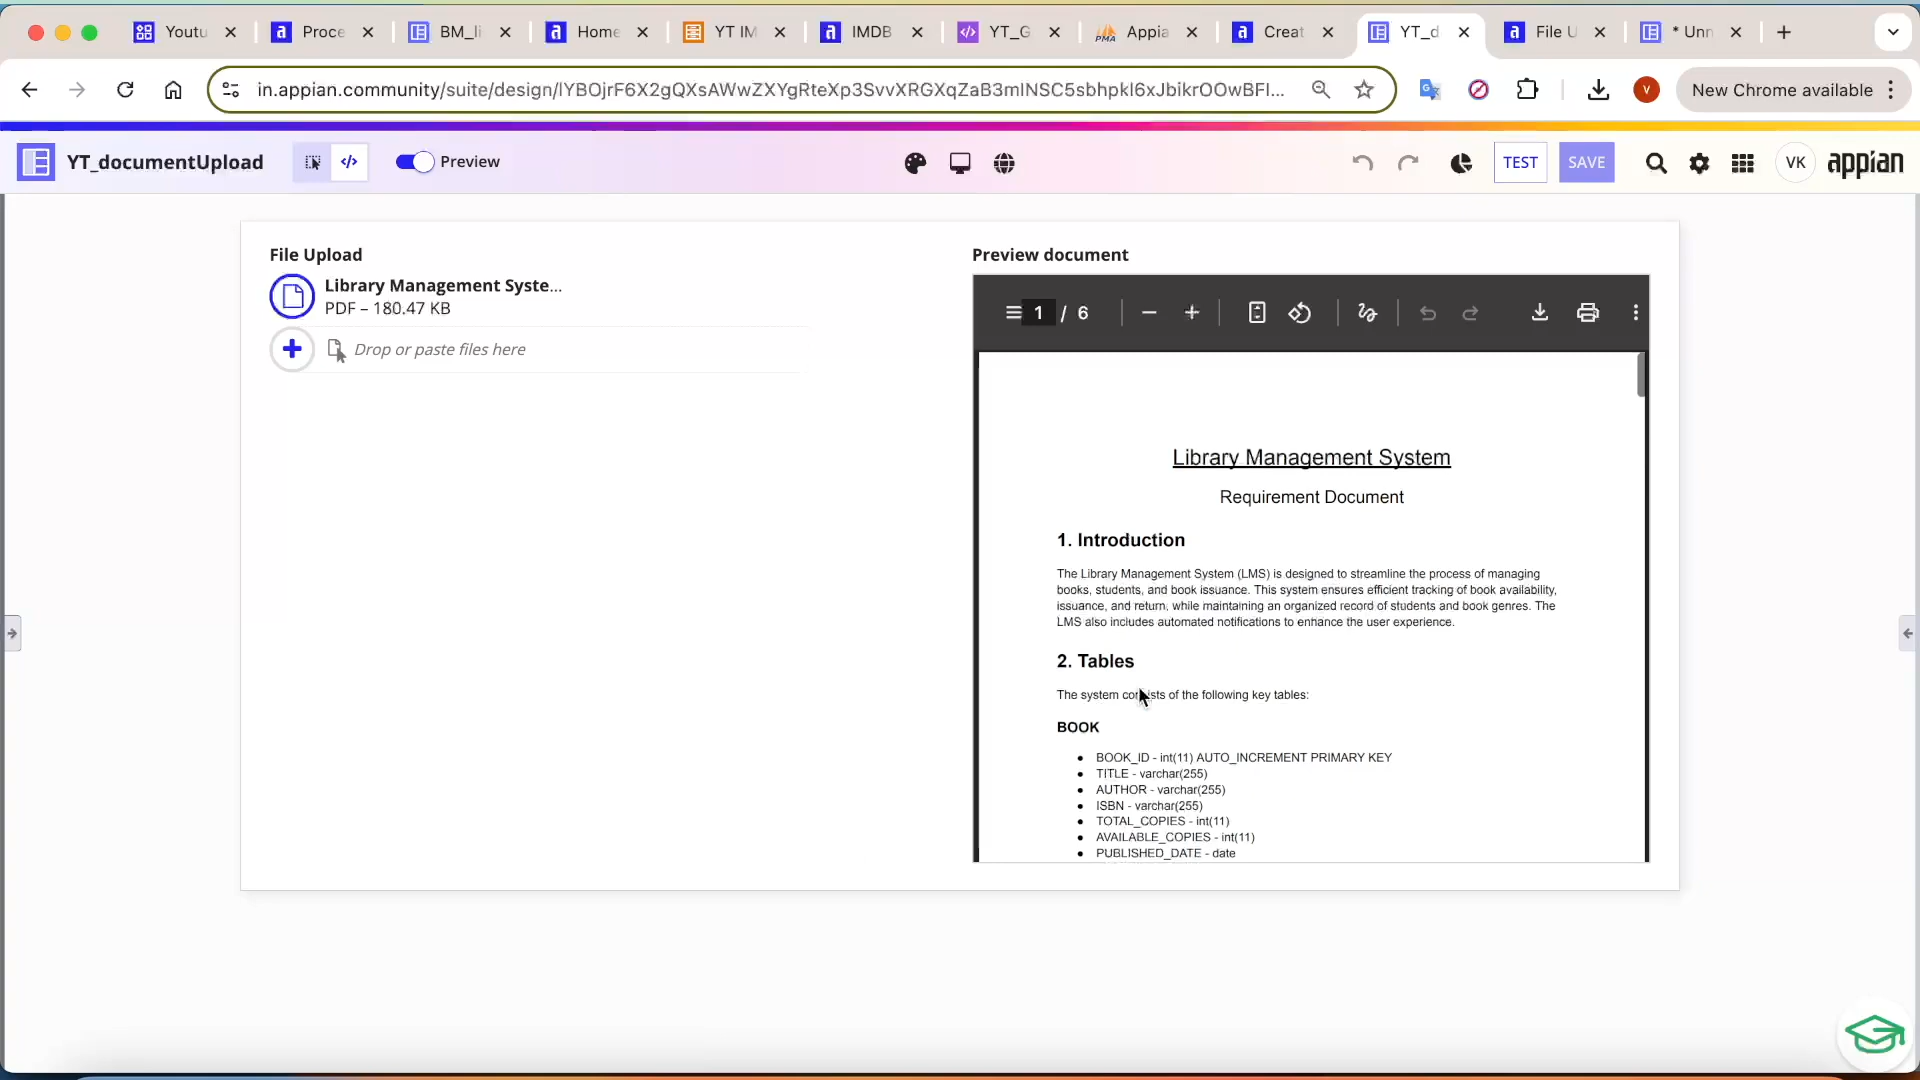 Youtu
Proce
BM_li
Home
YT IM
IMDB
YT_G
Appia
Creat
YT_d
File U
* Unn
in.appian.community/suite/design/lYBOjrF6X2gQXsAWwZXYgRteXp3SvvXRGXqZaB3mlNSC5sbhpkl6xJbikrOOwBFl...
V
New Chrome available
YT_documentUpload
Preview
TEST
SAVE
VK
appian
File Upload
Library Management Syste...
PDF – 180.47 KB
Drop or paste files here
Preview document
1 / 6
Library Management System
Requirement Document
1. Introduction
The Library Management System (LMS) is designed to streamline the process of managing
books, students, and book issuance. This system ensures efficient tracking of book availability,
issuance, and return, while maintaining an organized record of students and book genres. The
LMS also includes automated notifications to enhance the user experience.
2. Tables
The system consists of the following key tables:
BOOK
● BOOK_ID - int(11) AUTO_INCREMENT PRIMARY KEY
● TITLE - varchar(255)
● AUTHOR - varchar(255)
● ISBN - varchar(255)
● TOTAL_COPIES - int(11)
● AVAILABLE_COPIES - int(11)
● PUBLISHED_DATE - date